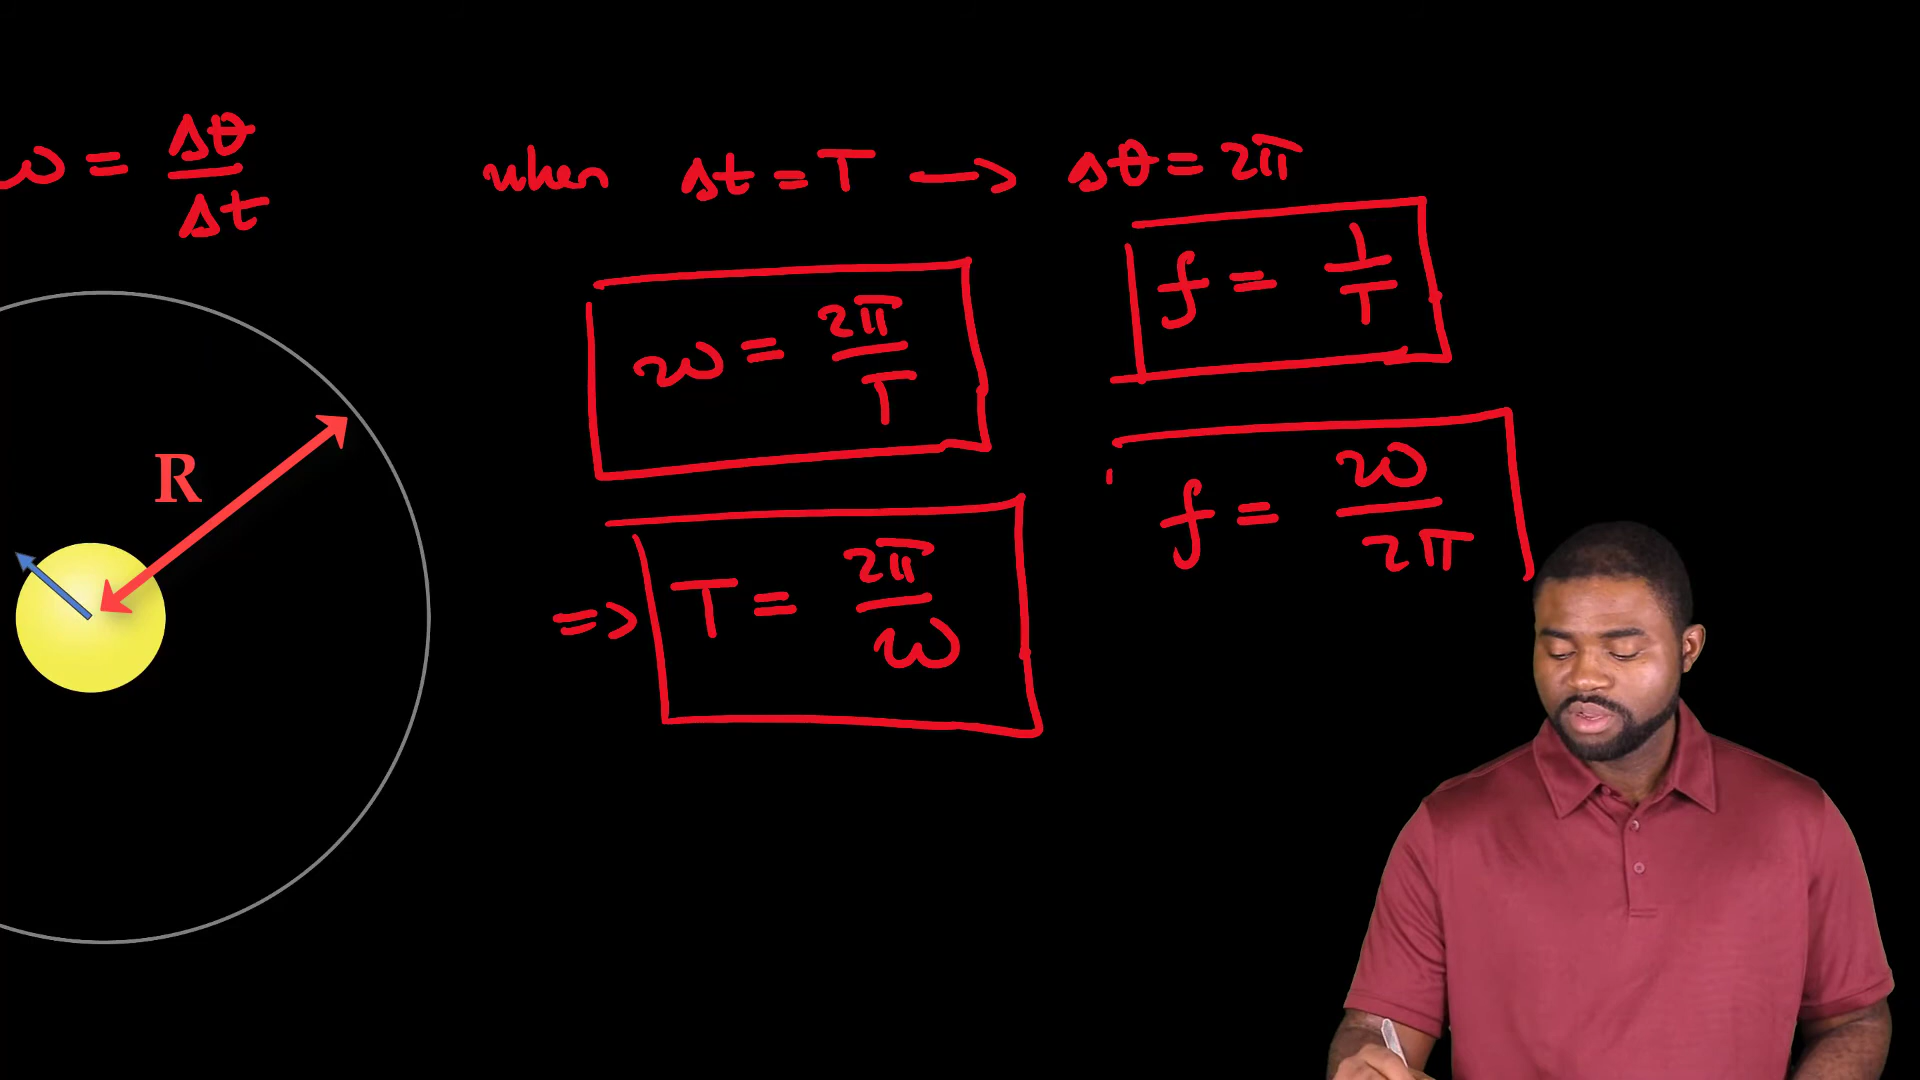 ω = Δθ/Δt
when Δt = T → Δθ = 2π
f = 1/T
ω = 2π/T
f = ω/2π
⇒ T = 2π/ω
R